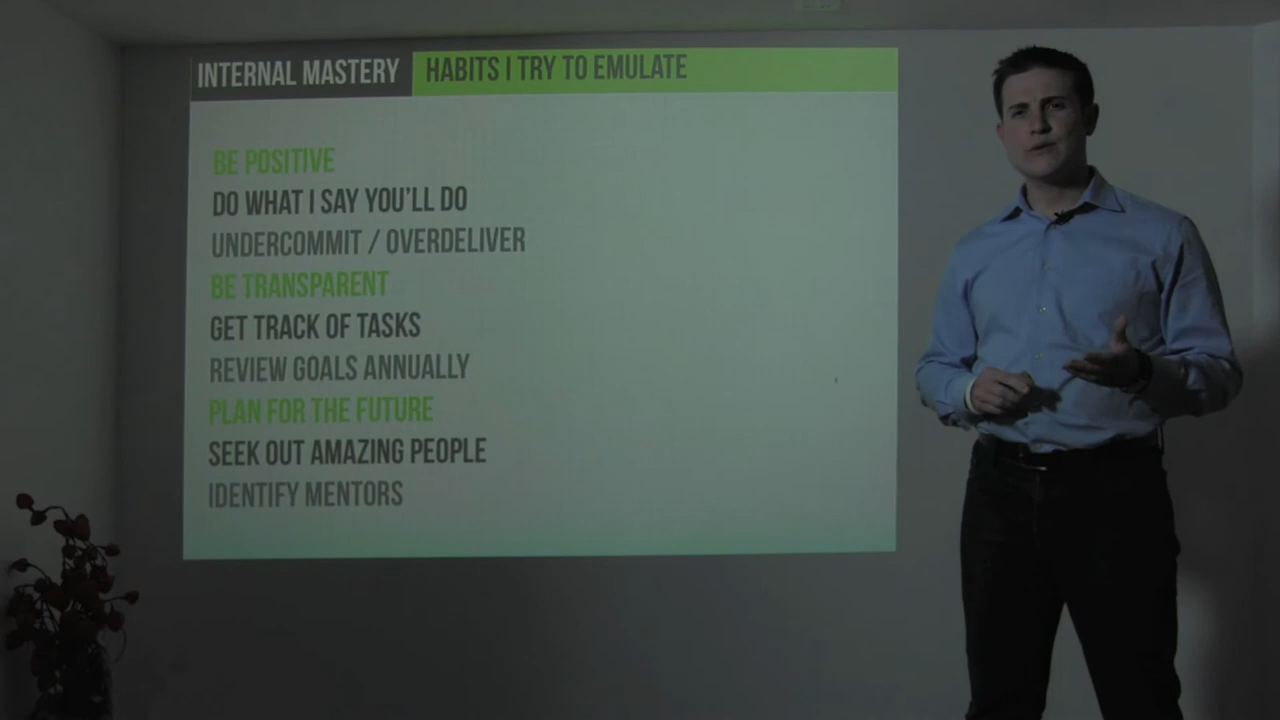 INTERNAL MASTERY HABITS I TRY TO EMULATE
BE POSITIVE
DO WHAT I SAY YOU'LL DO
UNDERCOMMIT / OVERDELIVER
BE TRANSPARENT
GET TRACK OF TASKS
REVIEW GOALS ANNUALLY
PLAN FOR THE FUTURE
SEEK OUT AMAZING PEOPLE
IDENTIFY MENTORS